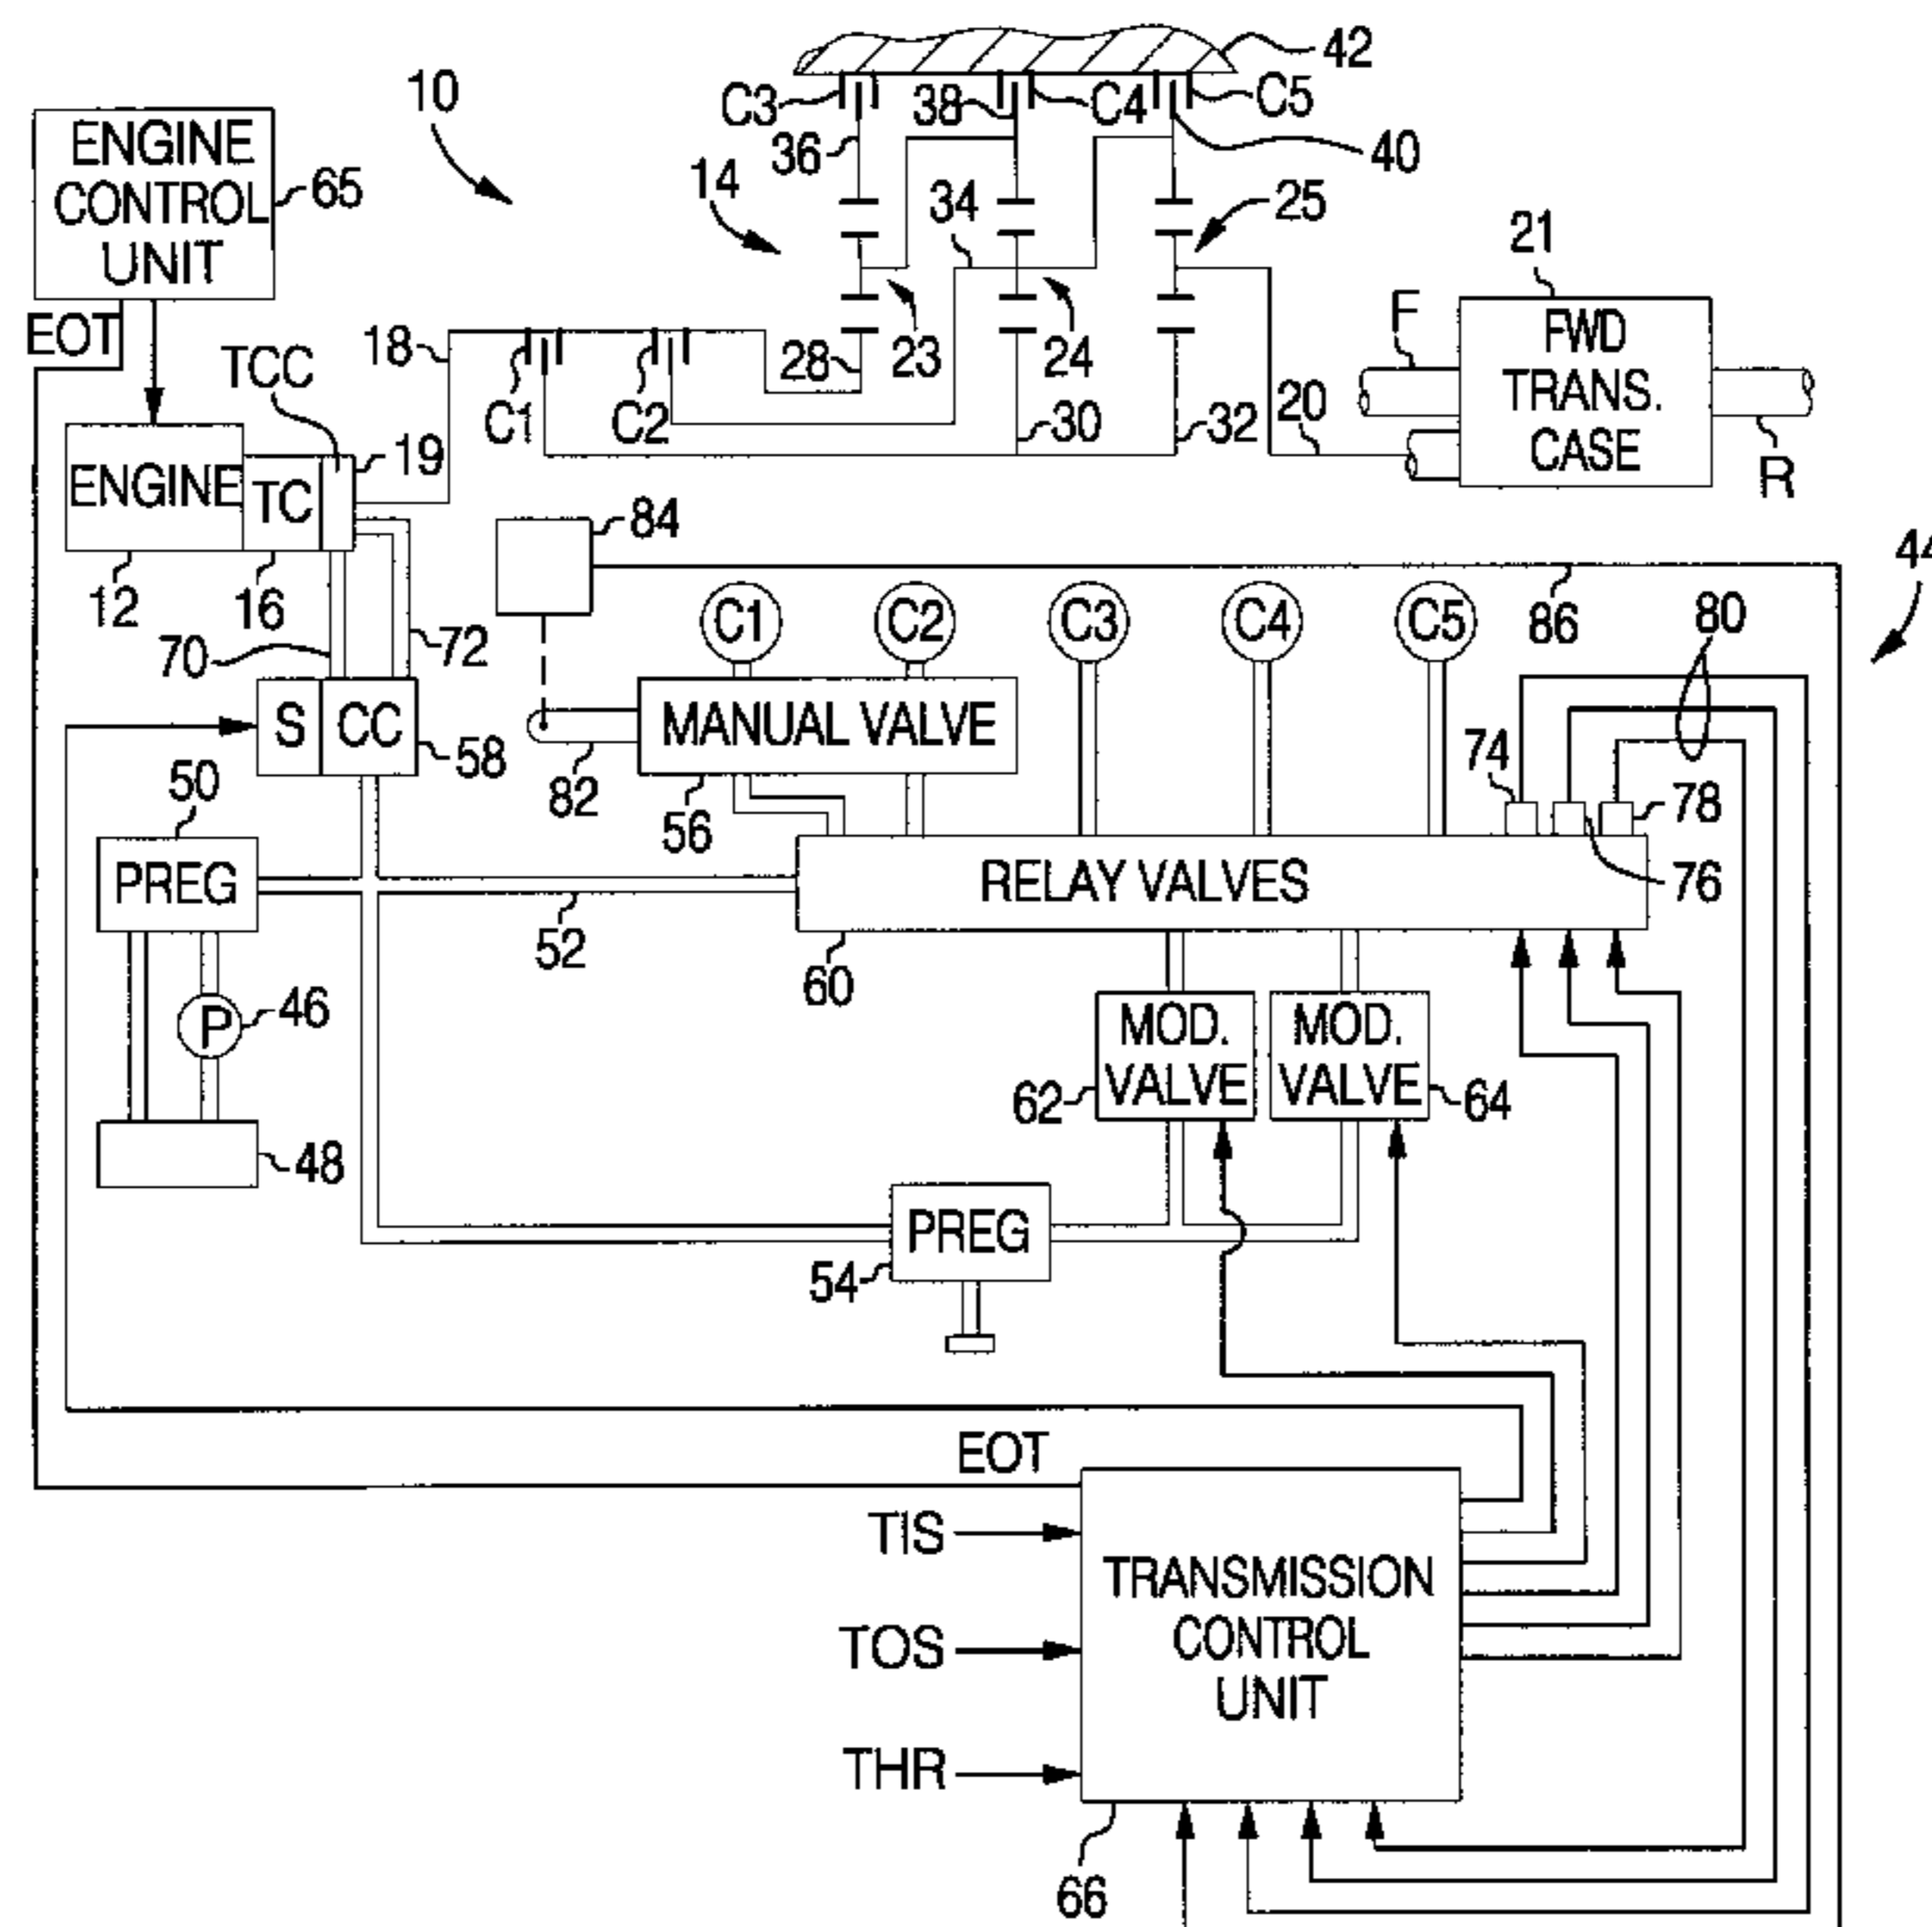 42
10
C3
38
C4
C5
ENGINE
CONTROL
UNIT
65
36
40
14
34
25
21
EOT
18
TCC
28
23
24
F
FWD
TRANS.
CASE
C1
C2
30
32
20
R
ENGINE
TC
19
84
44
12
16
C1
C2
C3
C4
C5
86
80
70
72
S
CC
58
MANUAL VALVE
74
82
56
78
50
PREG
RELAY VALVES
76
52
60
P
46
MOD.
VALVE
MOD.
VALVE
62
64
48
PREG
54
EOT
TIS
TRANSMISSION
CONTROL
UNIT
TOS
THR
66